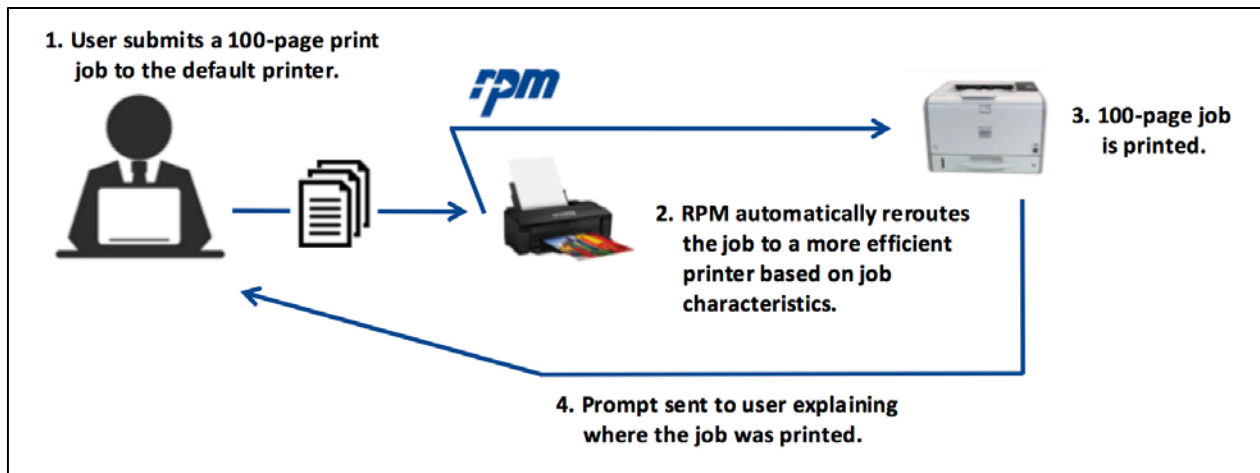 1. User submits a 100-page print
job to the default printer.
rpm
3. 100-page job
is printed.
2. RPM automatically reroutes
the job to a more efficient
printer based on job
characteristics.
4. Prompt sent to user explaining
where the job was printed.